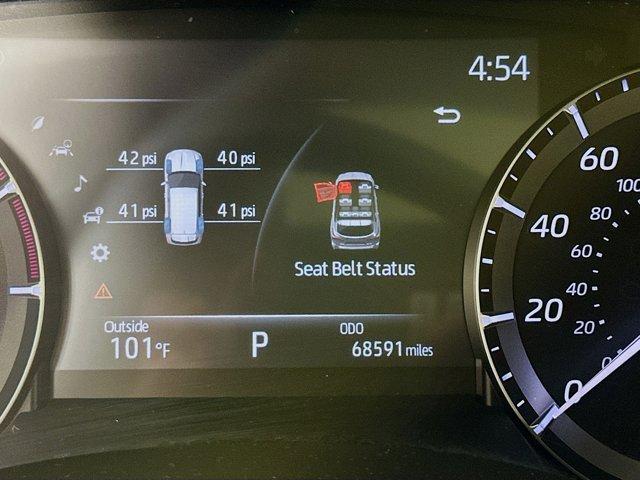 4:54
42 psi 40 psi
41 psi 41 psi
Seat Belt Status
Outside
101°F
P
ODO
68591 miles
60
40
20
0
100
80
60
40
20
0